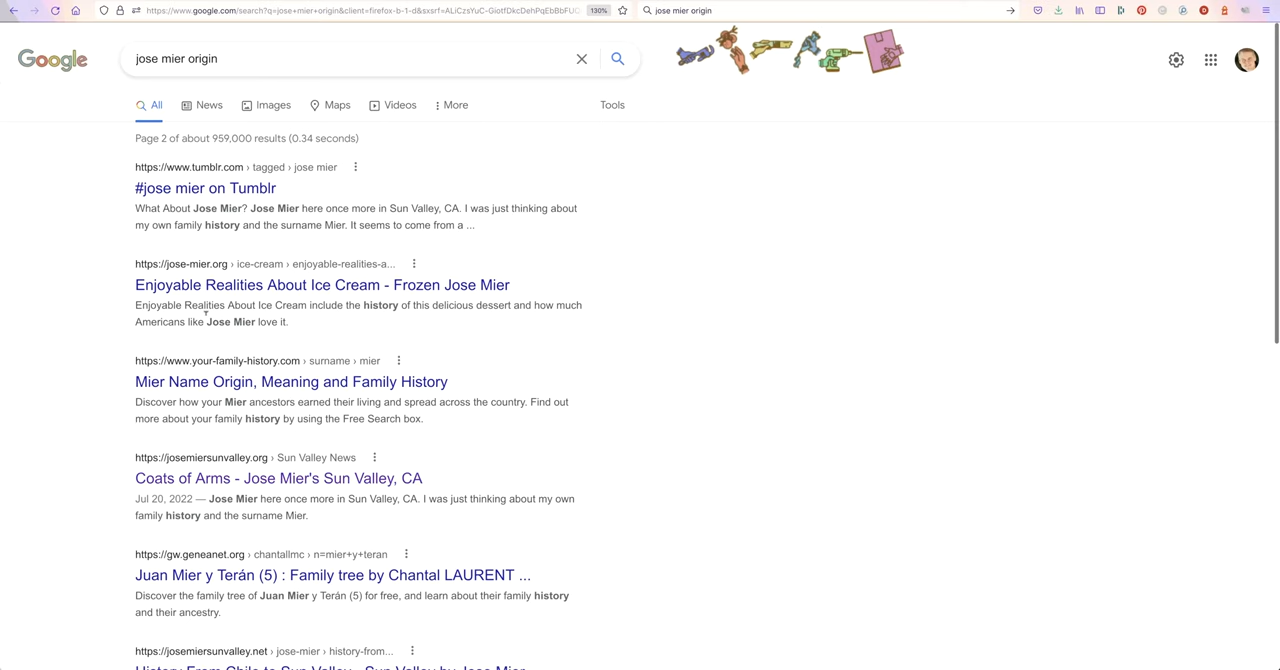 https://www.google.com/search?q=jose+mier+origin&client=firefox-b-1-d&sxsrf=
130%
jose mier origin
Google
jose mier origin
All
News
Images
Maps
Videos
More
Tools
Page 2 of about 959,000 results (0.34 seconds)
https://www.tumblr.com › tagged › jose mier
#jose mier on Tumblr
What About Jose Mier? Jose Mier here once more in Sun Valley, CA. I was just thinking about
my own family history and the surname Mier. It seems to come from a ...
https://jose-mier.org › ice-cream › enjoyable-realities-a...
Enjoyable Realities About Ice Cream - Frozen Jose Mier
Enjoyable Realities About Ice Cream include the history of this delicious dessert and how much
Americans like Jose Mier love it.
https://www.your-family-history.com › surname › mier
Mier Name Origin, Meaning and Family History
Discover how your Mier ancestors earned their living and spread across the country. Find out
more about your family history by using the Free Search box.
https://josemiersunvalley.org › Sun Valley News
Coats of Arms - Jose Mier's Sun Valley, CA
Jul 20, 2022 — Jose Mier here once more in Sun Valley, CA. I was just thinking about my own
family history and the surname Mier.
https://gw.geneanet.org › chantallmc › n=mier+y+teran
Juan Mier y Terán (5) : Family tree by Chantal LAURENT ...
Discover the family tree of Juan Mier y Terán (5) for free, and learn about their family history
and their ancestry.
https://josemiersunvalley.net › jose-mier › history-from...
History From Chile to Sun Valley - Sun Valley by Jose Mier